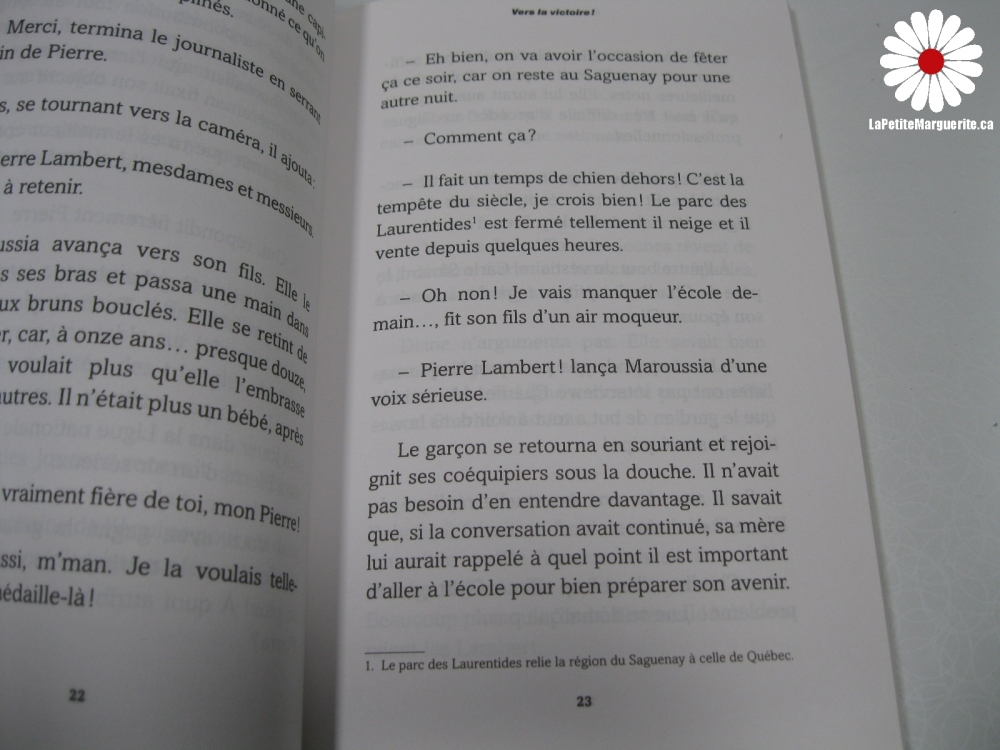 une capi-
onné ce qu'on
plinés.
Merci, termina le journaliste en serrant
in de Pierre.
s, se tournant vers la caméra, il ajouta:
erre Lambert, mesdames et messieurs.
à retenir.
ussia avança vers son fils. Elle le
s ses bras et passa une main dans
ux bruns bouclés. Elle se retint de
er, car, à onze ans… presque douze,
voulait plus qu'elle l'embrasse
utres. Il n'était plus un bébé, après
vraiment fière de toi, mon Pierre!
ssi, m'man. Je la voulais telle-
médaille-là!
22
Vers la victoire!
– Eh bien, on va avoir l'occasion de fêter
ça ce soir, car on reste au Saguenay pour une
autre nuit.
– Comment ça?
– Il fait un temps de chien dehors! C'est la
tempête du siècle, je crois bien! Le parc des
Laurentides¹ est fermé tellement il neige et il
vente depuis quelques heures.
– Oh non! Je vais manquer l'école de-
main…, fit son fils d'un air moqueur.
– Pierre Lambert! lança Maroussia d'une
voix sérieuse.
Le garçon se retourna en souriant et rejoi-
gnit ses coéquipiers sous la douche. Il n'avait
pas besoin d'en entendre davantage. Il savait
que, si la conversation avait continué, sa mère
lui aurait rappelé à quel point il est important
d'aller à l'école pour bien préparer son avenir.
1. Le parc des Laurentides relie la région du Saguenay à celle de Québec.
23
LaPetiteMarguerite.ca